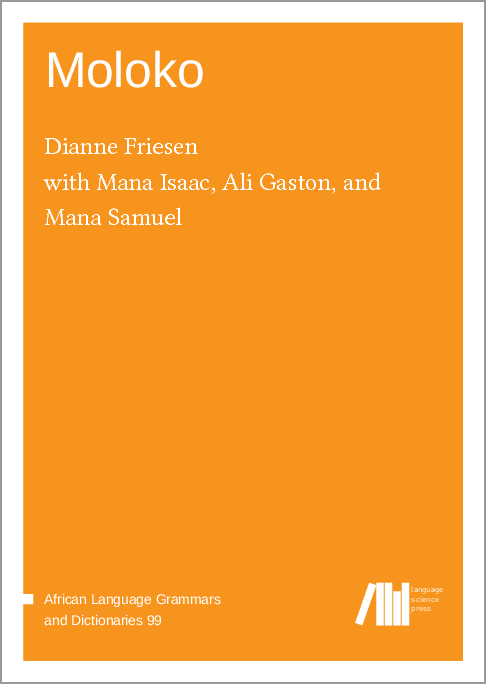 Moloko
Dianne Friesen
with Mana Isaac, Ali Gaston, and
Mana Samuel
African Language Grammars
and Dictionaries 99
language
science
press